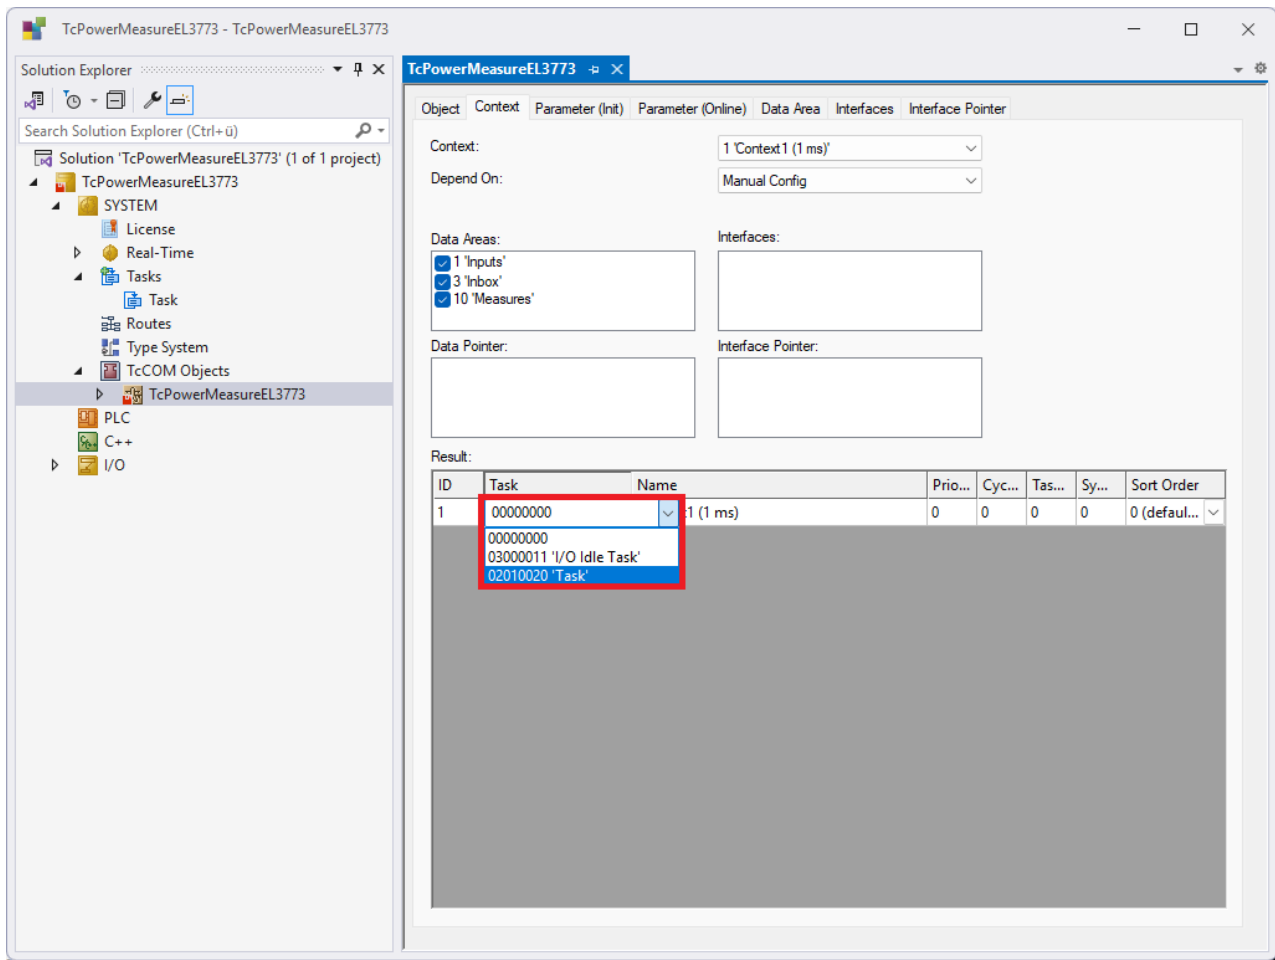 TcPowerMeasureEL3773 - TcPowerMeasureEL3773
Solution Explorer
Search Solution Explorer (Ctrl+ü)
Solution 'TcPowerMeasureEL3773' (1 of 1 project)
TcPowerMeasureEL3773
SYSTEM
License
Real-Time
Tasks
Task
Routes
Type System
TcCOM Objects
TcPowerMeasureEL3773
PLC
C++
I/O
TcPowerMeasureEL3773
Object Context Parameter (Init) Parameter (Online) Data Area Interfaces Interface Pointer
Context: 1 'Context1 (1 ms)'
Depend On: Manual Config
Data Areas: Interfaces:
1 'Inputs'
3 'Inbox'
10 'Measures'
Data Pointer: Interface Pointer:
Result:
ID Task Name Prio... Cyc... Tas... Sy... Sort Order
1 00000000 1 (1 ms) 0 0 0 0 0 (defaul...
00000000
03000011 'I/O Idle Task'
02010020 'Task'